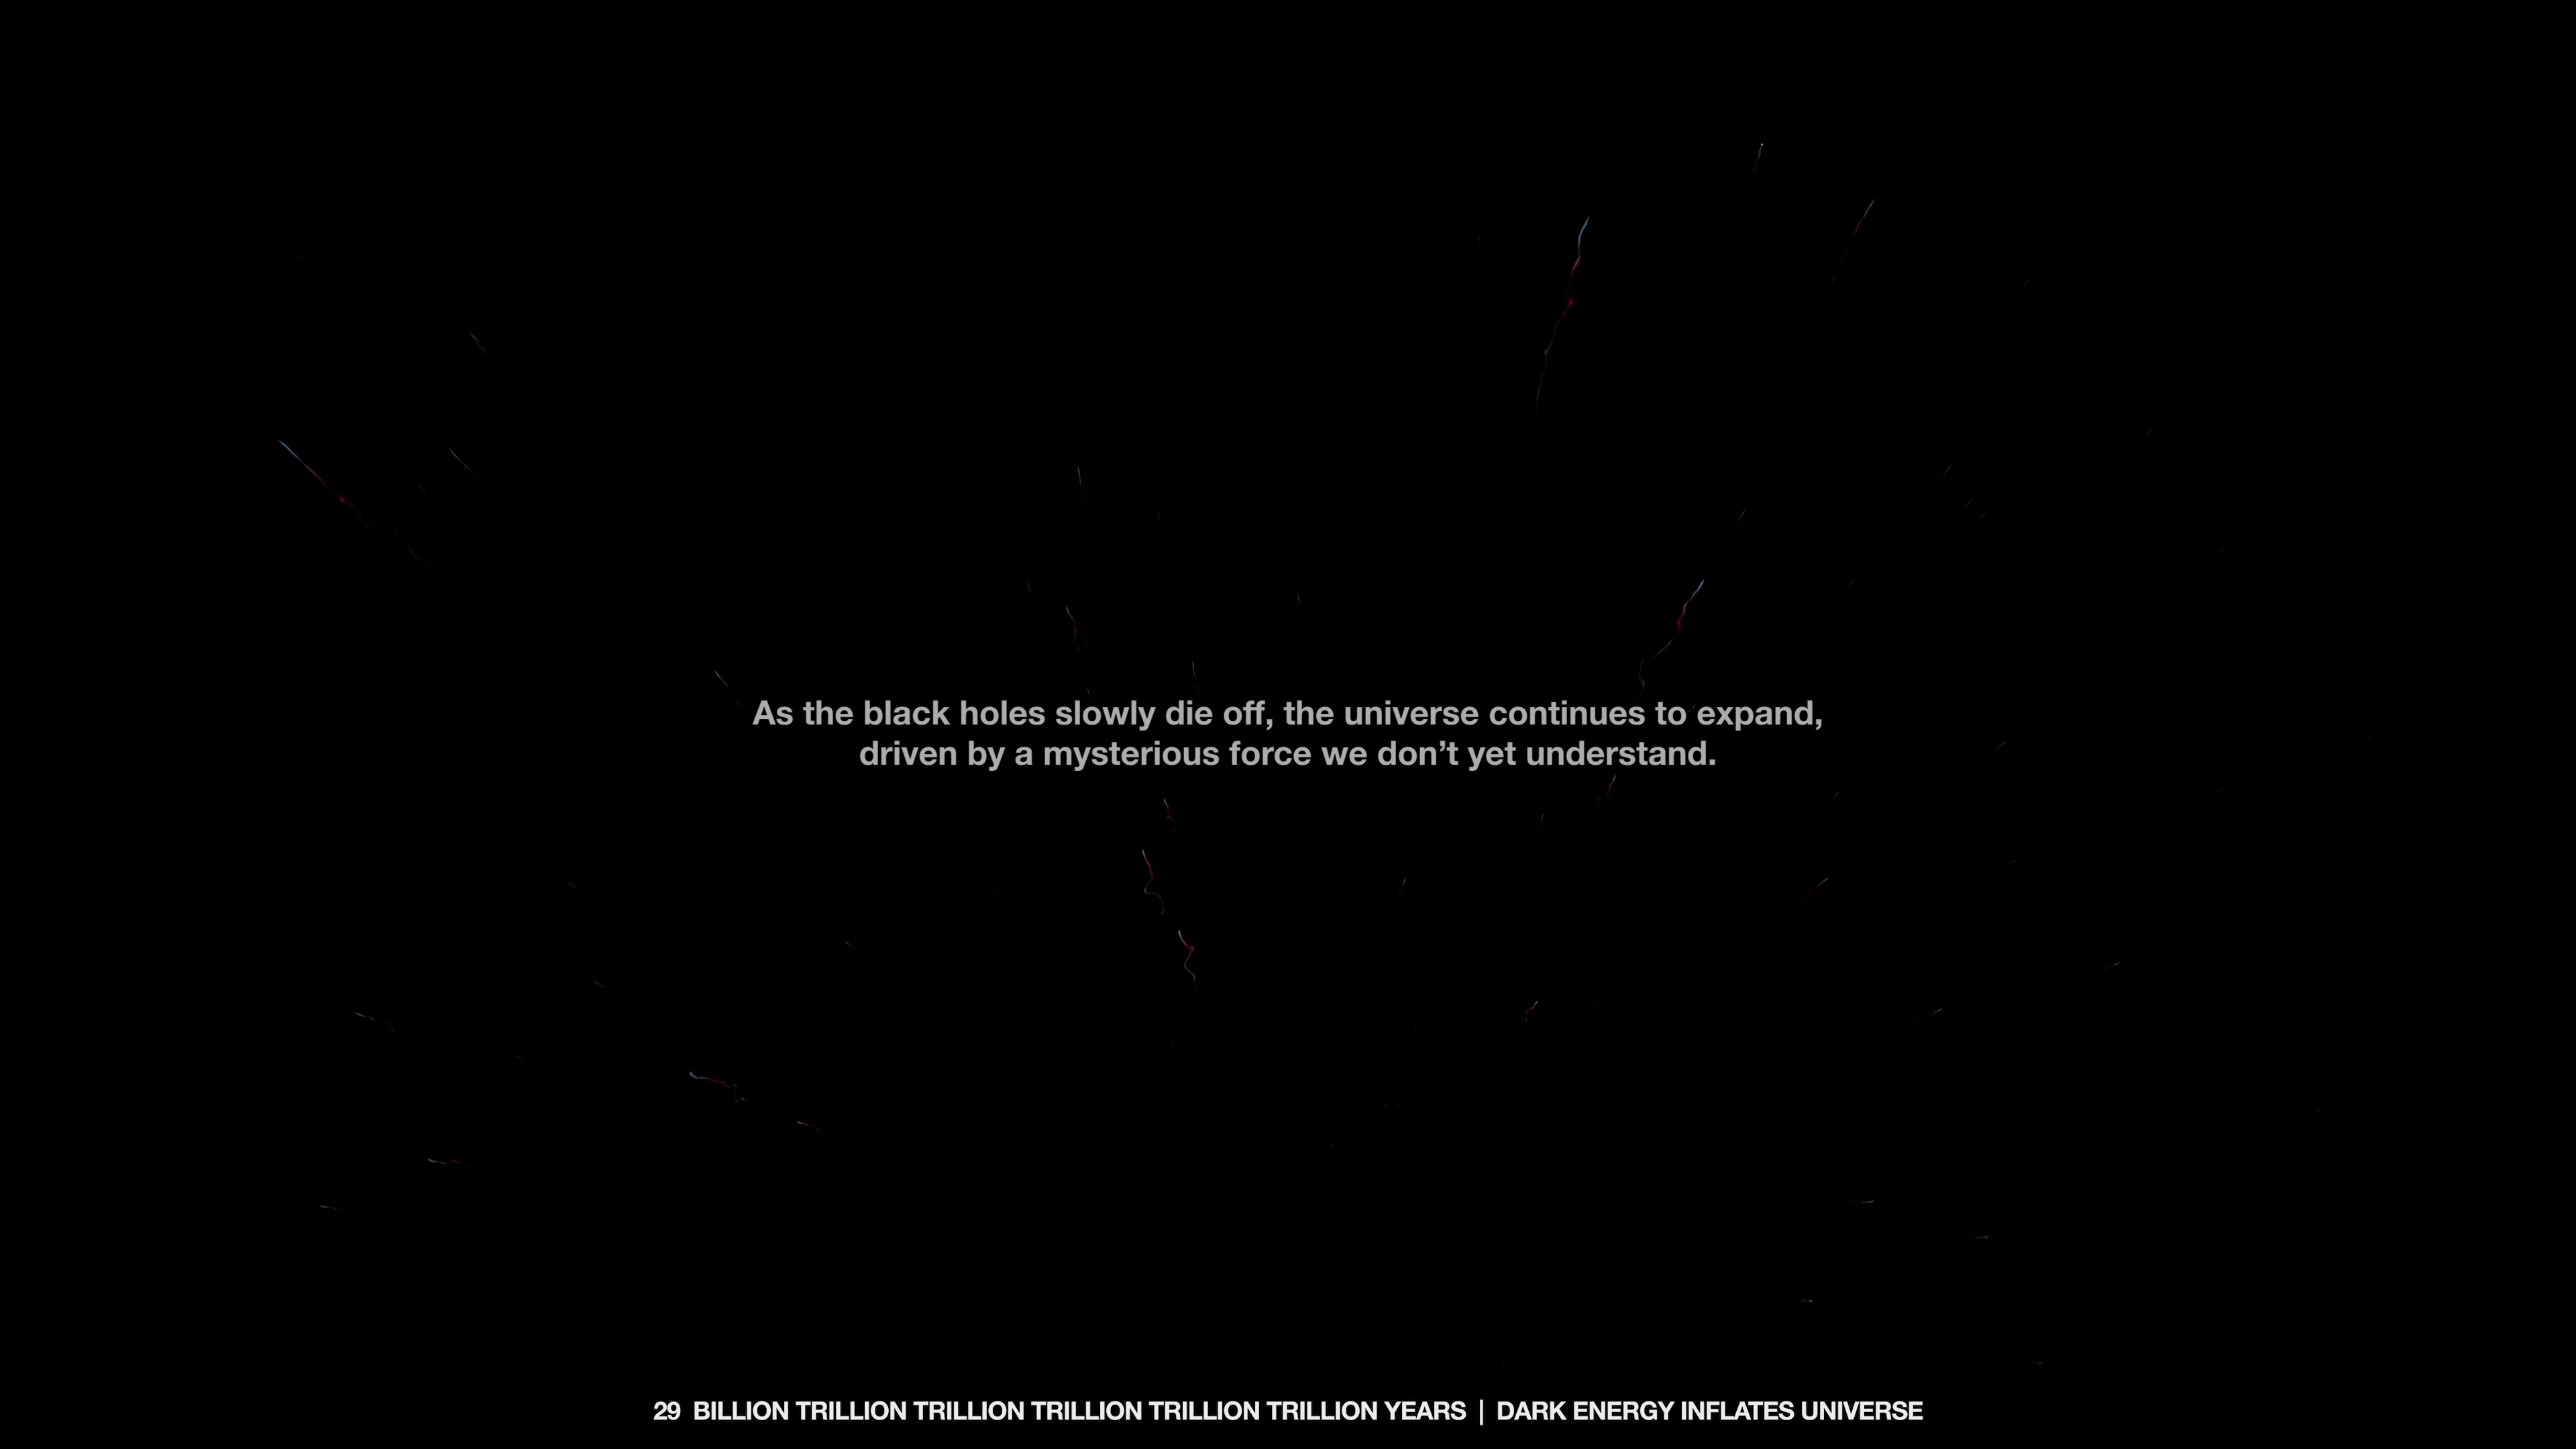 As the black holes slowly die off, the universe continues to expand,
driven by a mysterious force we don’t yet understand.
29 BILLION TRILLION TRILLION TRILLION TRILLION TRILLION YEARS | DARK ENERGY INFLATES UNIVERSE